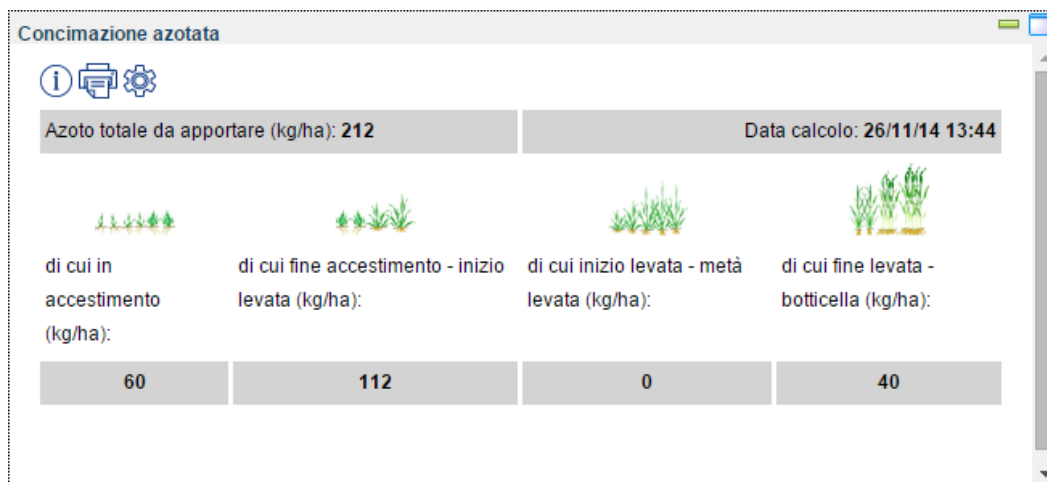 Concimazione azotata
Azoto totale da apportare (kg/ha): 212
Data calcolo: 26/11/14 13:44
di cui in
accestimento
(kg/ha):
di cui fine accestimento - inizio
levata (kg/ha):
di cui inizio levata - metà
levata (kg/ha):
di cui fine levata -
botticella (kg/ha):
60
112
0
40